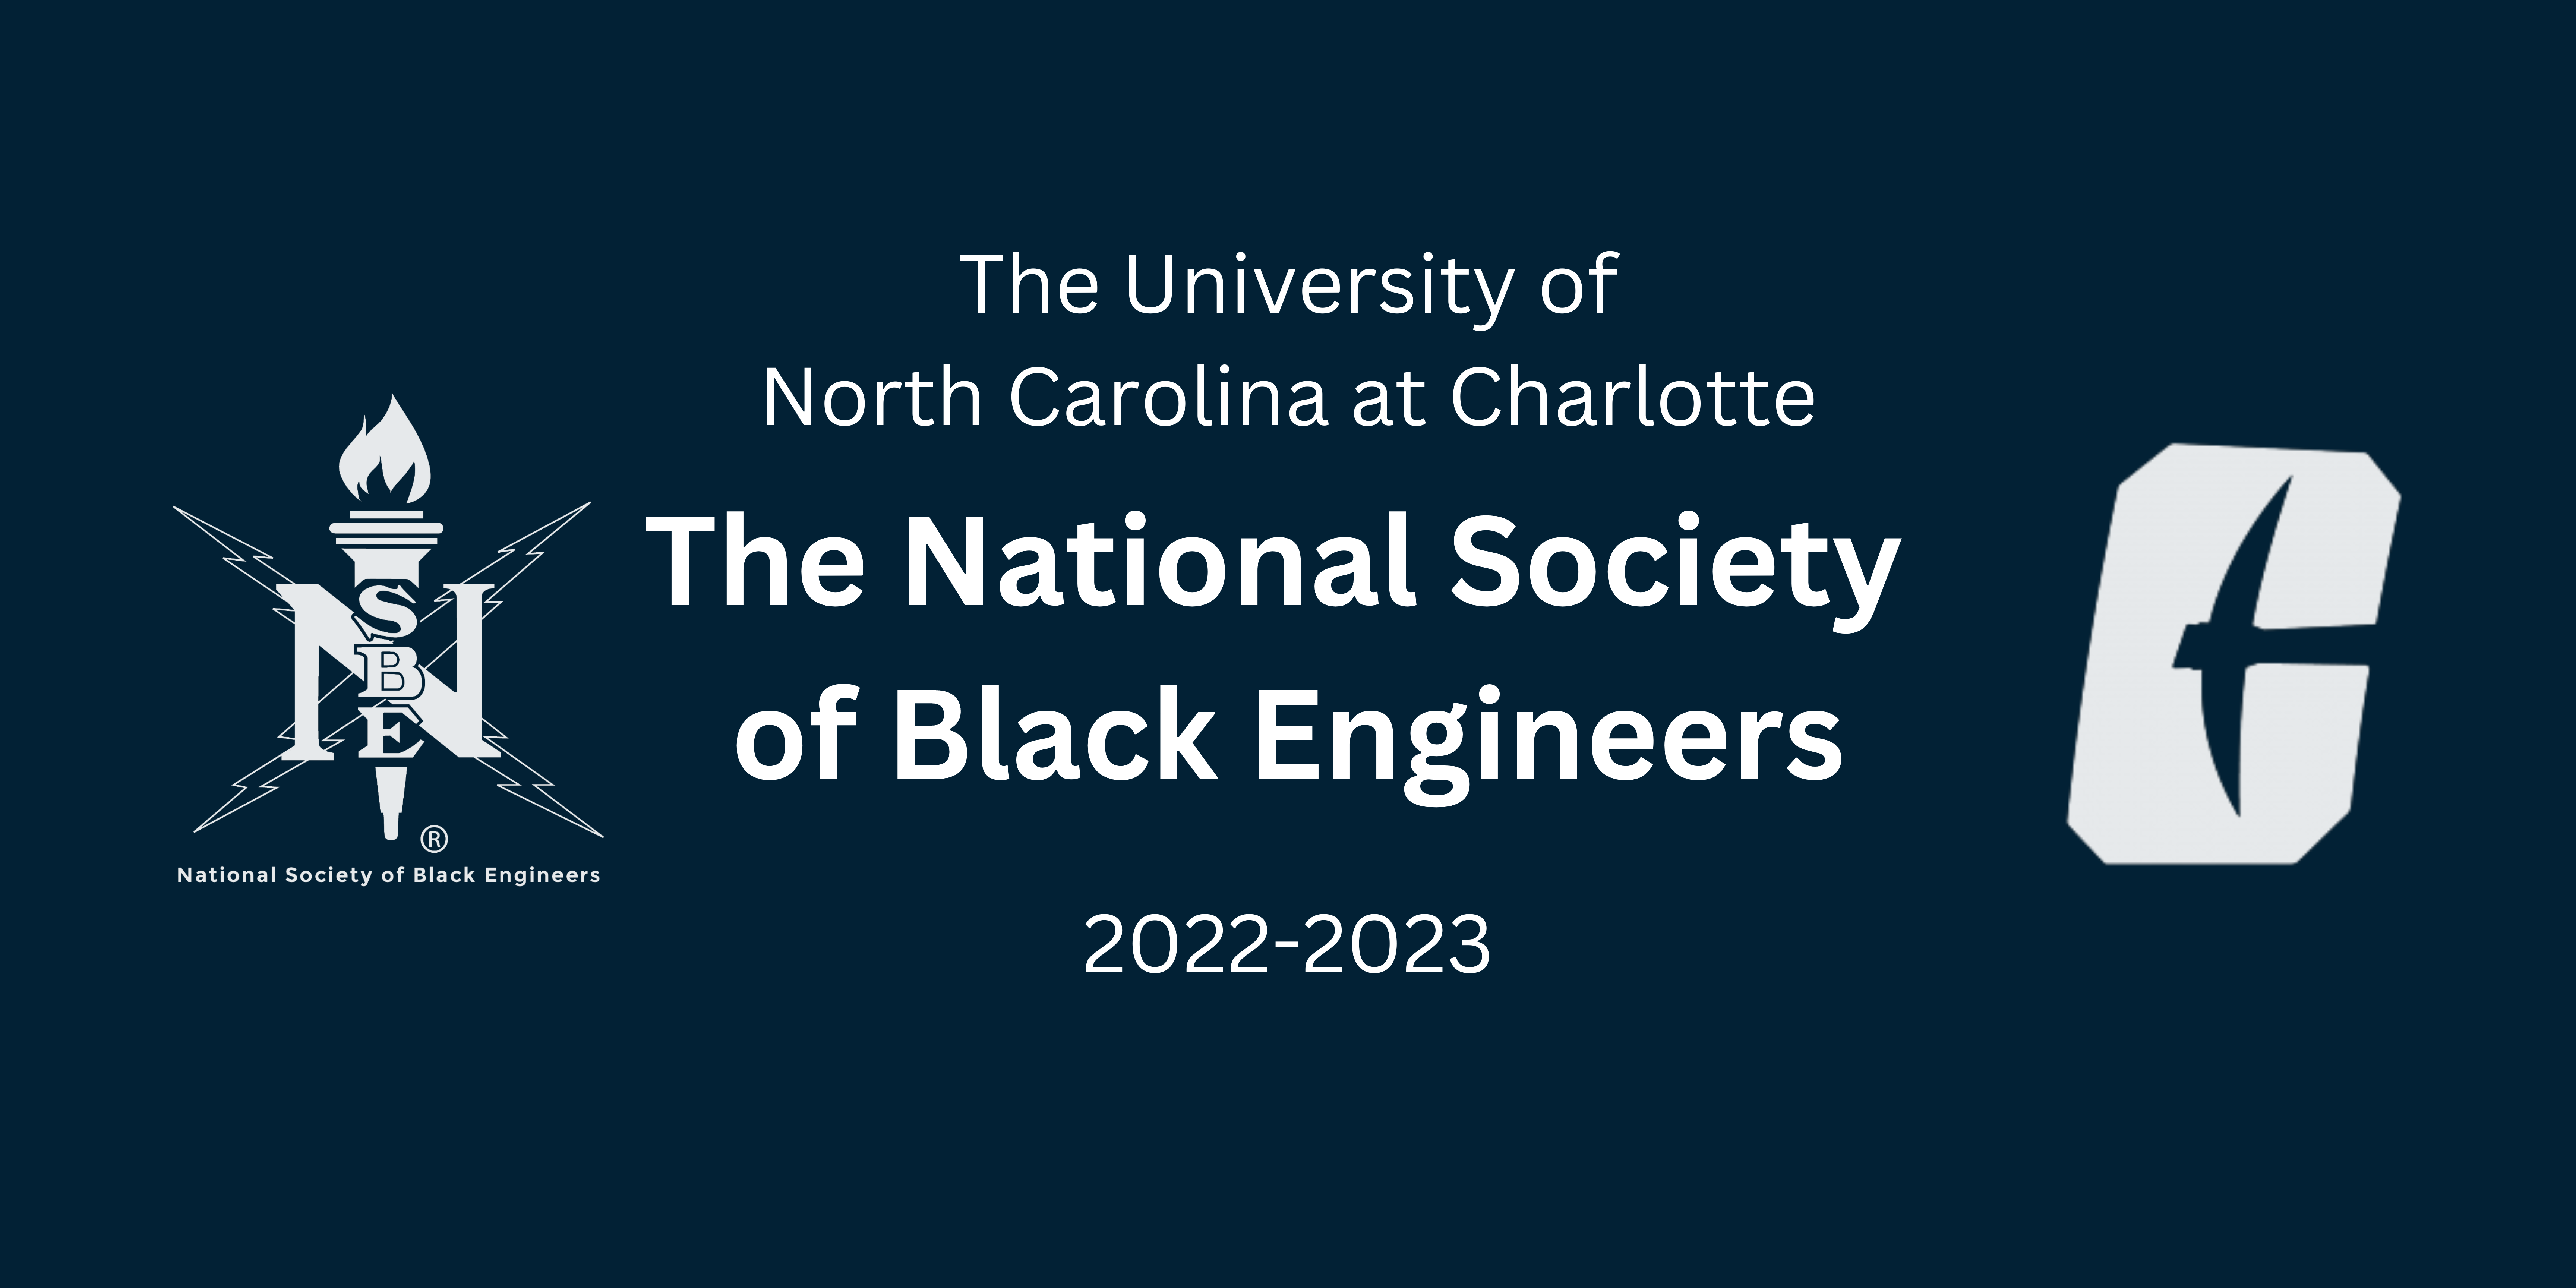 The University of
North Carolina at Charlotte
The National Society
of Black Engineers
2022-2023
N
S
B
E
®
National Society of Black Engineers
C